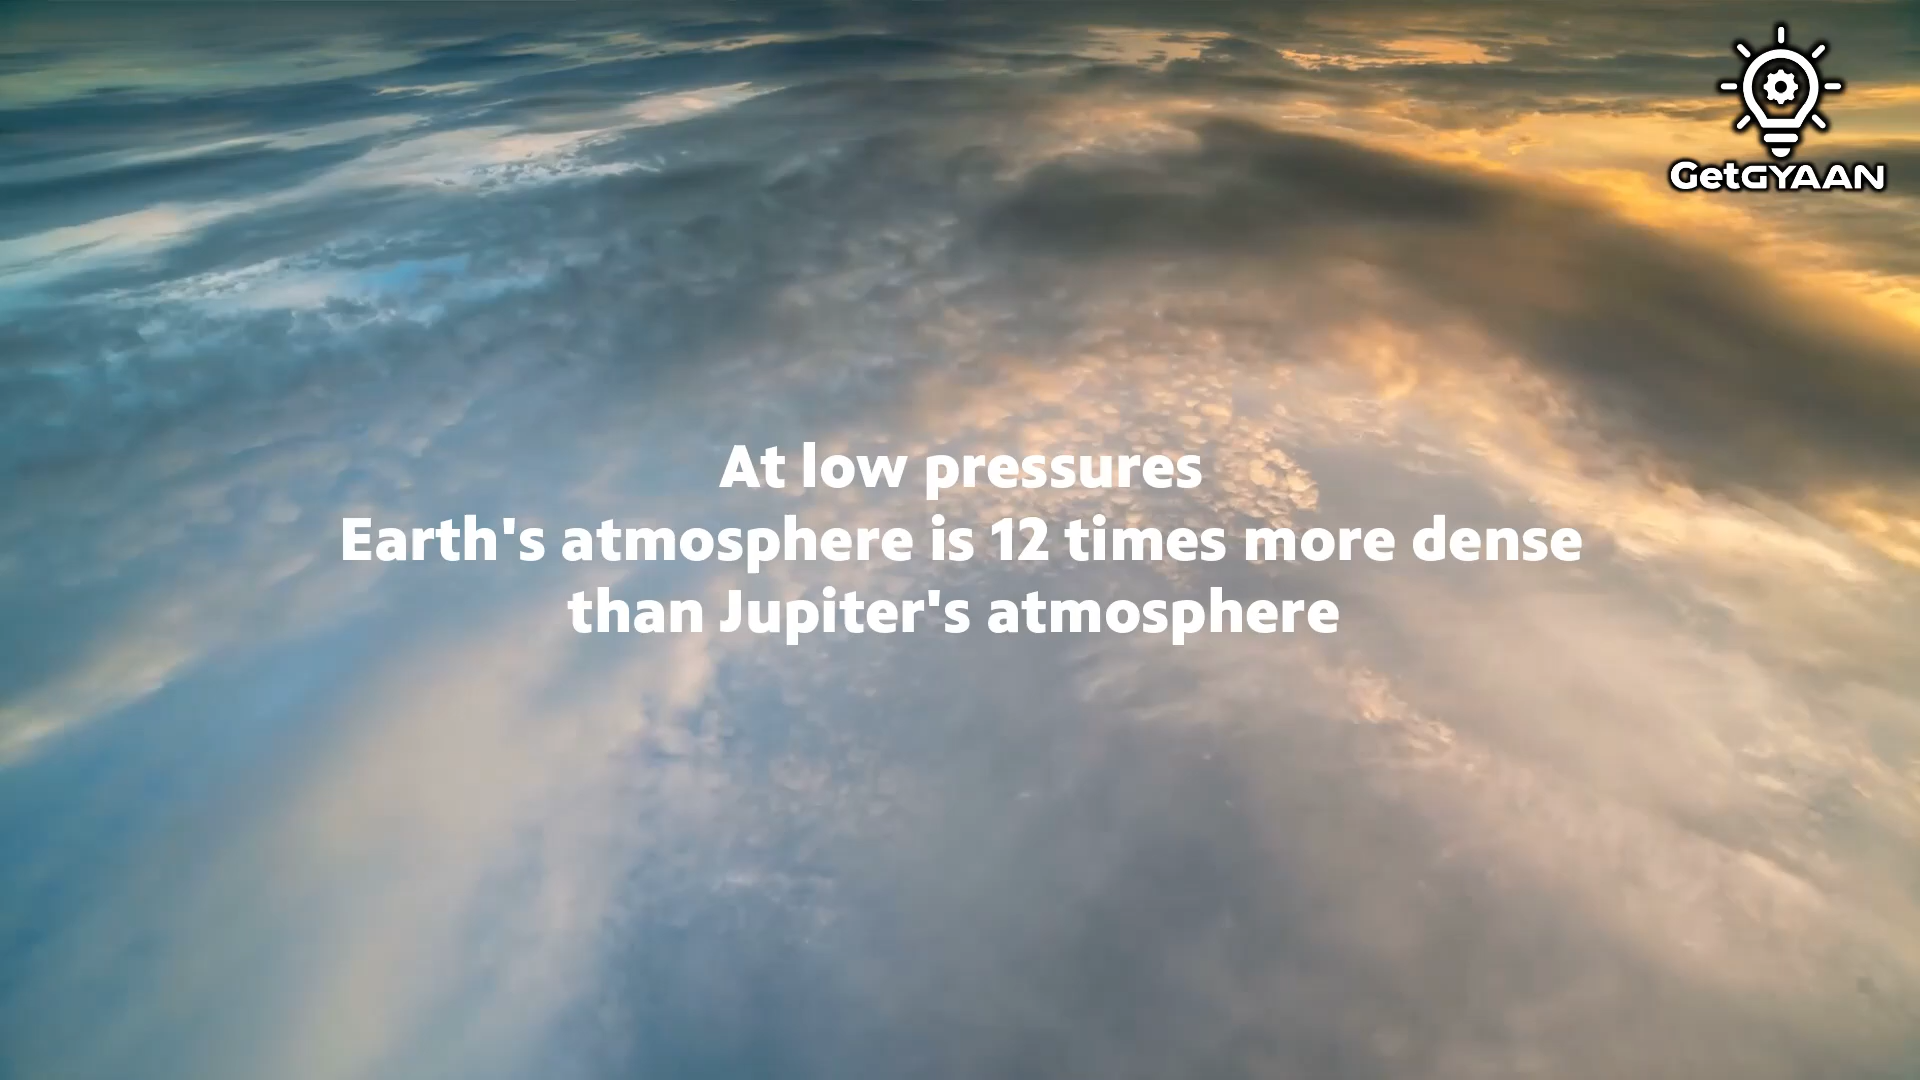 GetGYAAN
At low pressures
Earth's atmosphere is 12 times more dense
than Jupiter's atmosphere